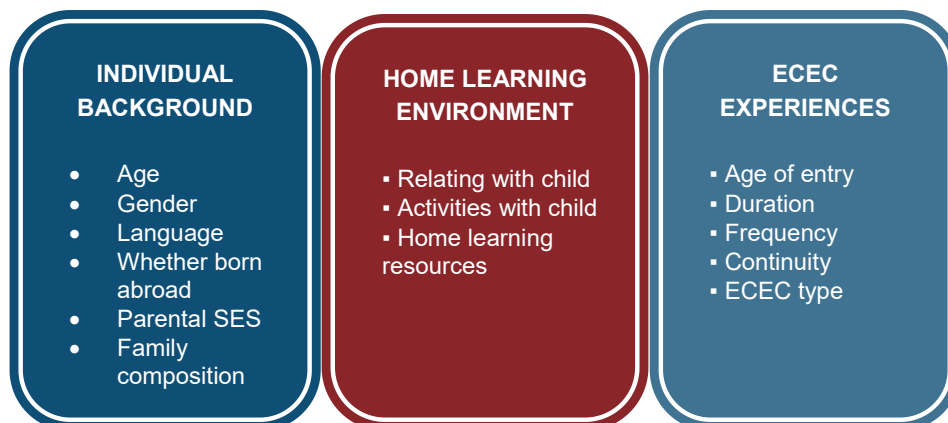 INDIVIDUAL
BACKGROUND
• Age
• Gender
• Language
• Whether born
abroad
• Parental SES
• Family
composition
HOME LEARNING
ENVIRONMENT
▪ Relating with child
▪ Activities with child
▪ Home learning
resources
ECEC
EXPERIENCES
▪ Age of entry
▪ Duration
▪ Frequency
▪ Continuity
▪ ECEC type